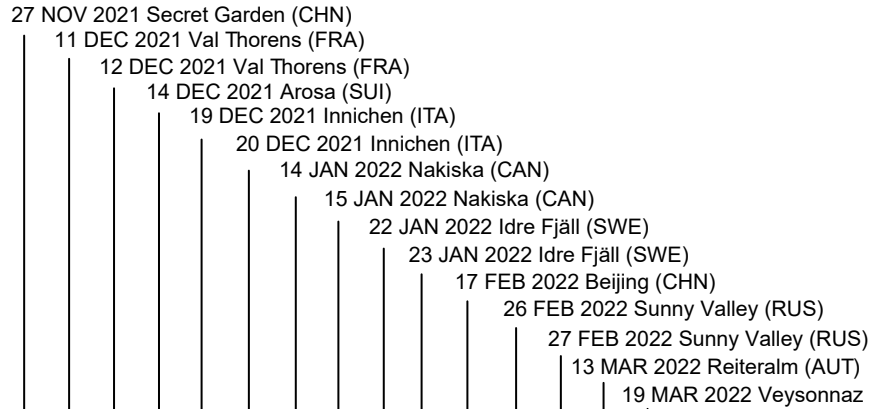 27 NOV 2021 Secret Garden (CHN)
11 DEC 2021 Val Thorens (FRA)
12 DEC 2021 Val Thorens (FRA)
14 DEC 2021 Arosa (SUI)
19 DEC 2021 Innichen (ITA)
20 DEC 2021 Innichen (ITA)
14 JAN 2022 Nakiska (CAN)
15 JAN 2022 Nakiska (CAN)
22 JAN 2022 Idre Fjäll (SWE)
23 JAN 2022 Idre Fjäll (SWE)
17 FEB 2022 Beijing (CHN)
26 FEB 2022 Sunny Valley (RUS)
27 FEB 2022 Sunny Valley (RUS)
13 MAR 2022 Reiteralm (AUT)
19 MAR 2022 Veysonnaz